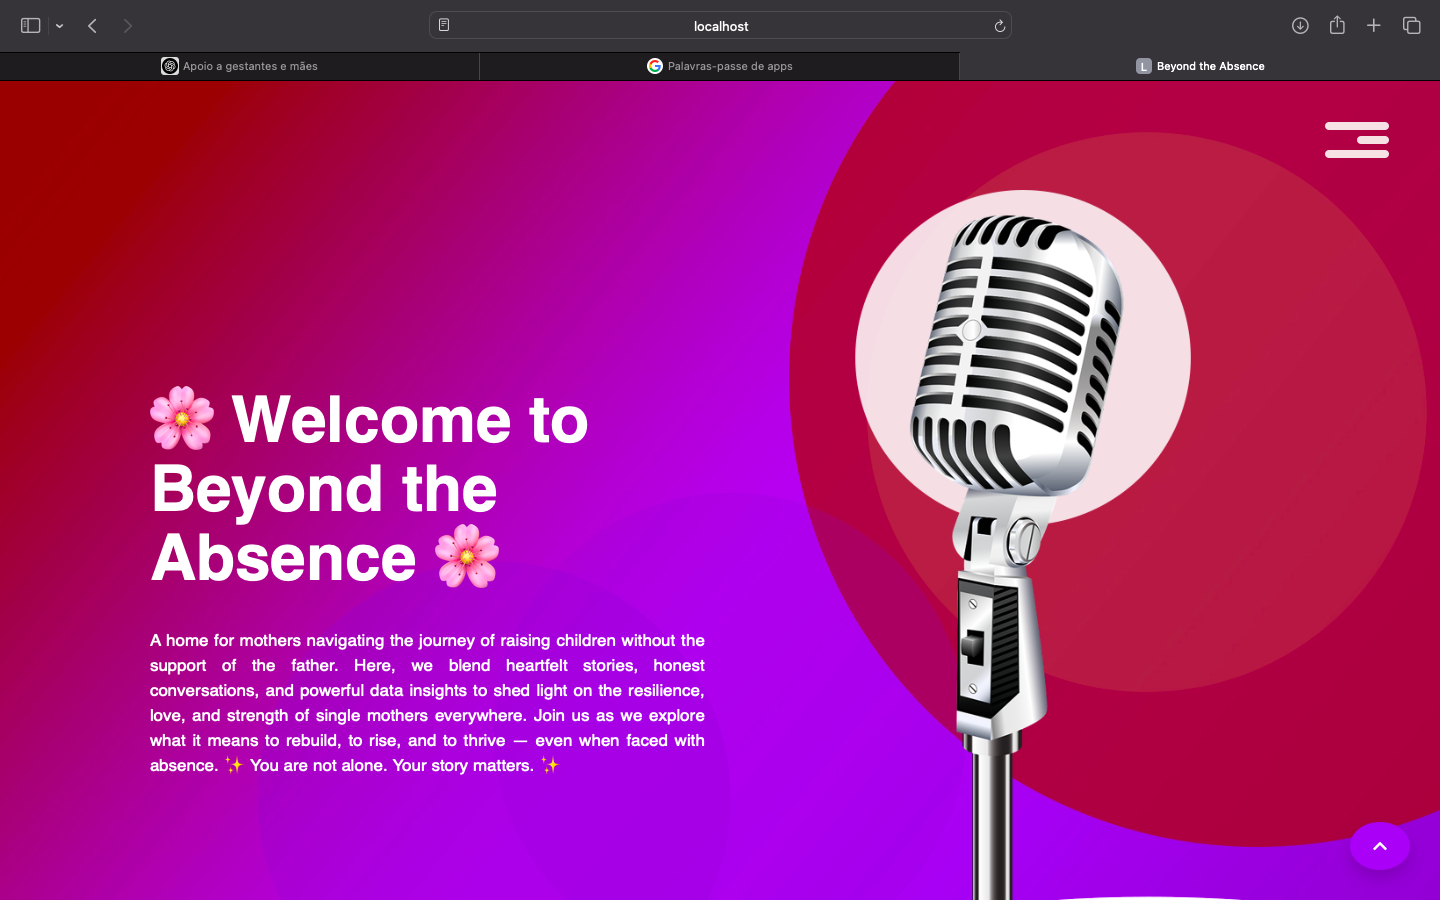 localhost
Apoio a gestantes e mães
Palavras-passe de apps
L Beyond the Absence
🌸 Welcome to
Beyond the
Absence 🌸
A home for mothers navigating the journey of raising children without the
support of the father. Here, we blend heartfelt stories, honest
conversations, and powerful data insights to shed light on the resilience,
love, and strength of single mothers everywhere. Join us as we explore
what it means to rebuild, to rise, and to thrive — even when faced with
absence. ✨ You are not alone. Your story matters. ✨